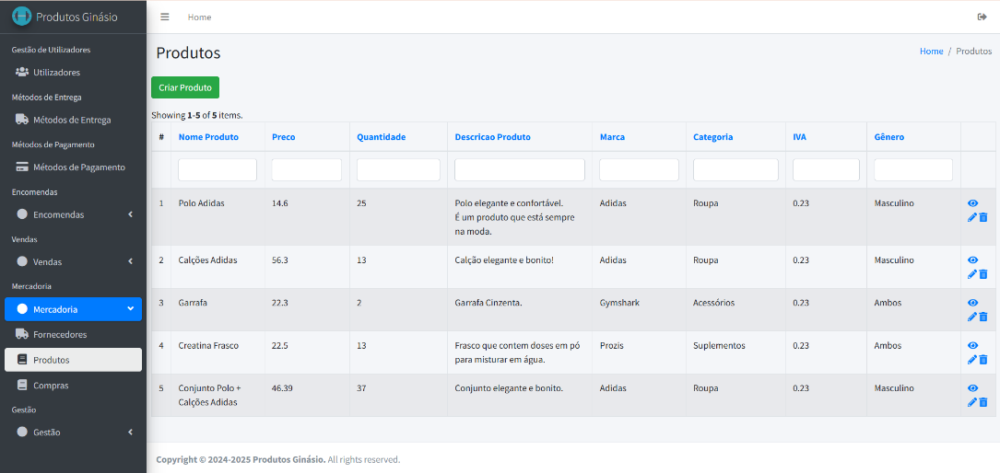 Produtos Ginásio
Home
Gestão de Utilizadores
Utilizadores
Métodos de Entrega
Métodos de Entrega
Métodos de Pagamento
Métodos de Pagamento
Encomendas
Encomendas
Vendas
Vendas
Mercadoria
Mercadoria
Fornecedores
Produtos
Compras
Gestão
Gestão
Produtos
Home / Produtos
Criar Produto
Showing 1-5 of 5 items.
# Nome Produto Preco Quantidade Descricao Produto Marca Categoria IVA Gênero
1 Polo Adidas 14.6 25 Polo elegante e confortável. Adidas Roupa 0.23 Masculino
É um produto que está sempre
na moda.
2 Calções Adidas 56.3 13 Calção elegante e bonito! Adidas Roupa 0.23 Masculino
3 Garrafa 22.3 2 Garrafa Cinzenta. Gymshark Acessórios 0.23 Ambos
4 Creatina Frasco 22.5 13 Frasco que contem doses em pó Prozis Suplementos 0.23 Ambos
para misturar em água.
5 Conjunto Polo + 46.39 37 Conjunto elegante e bonito. Adidas Roupa 0.23 Masculino
Calções Adidas
Copyright © 2024-2025 Produtos Ginásio. All rights reserved.